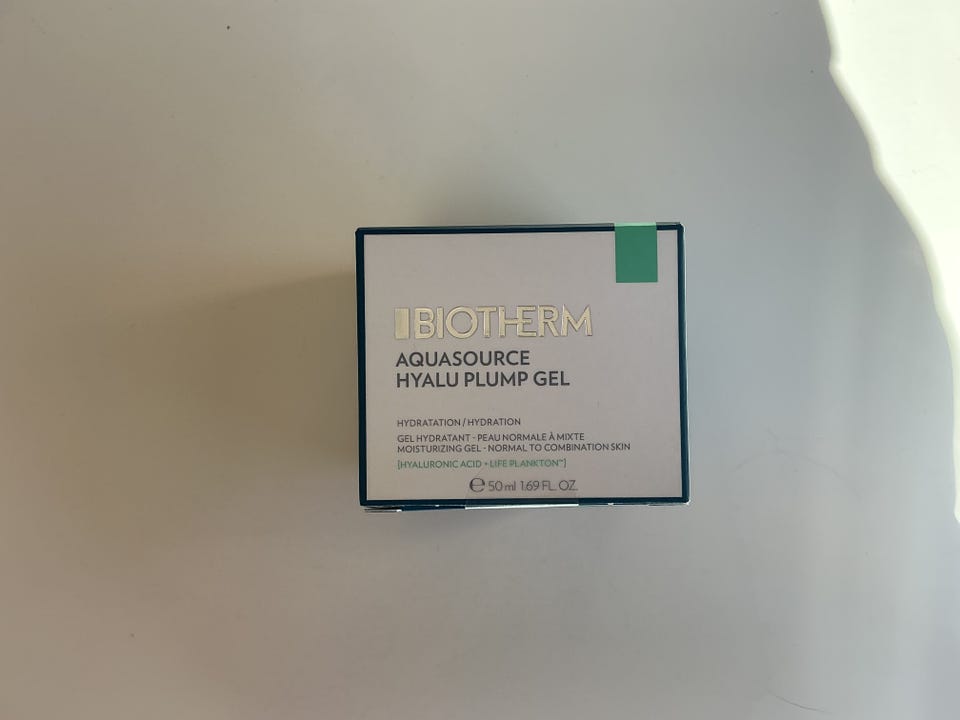 BIOTHERM
AQUASOURCE
HYALU PLUMP GEL
HYDRATATION / HYDRATION
GEL HYDRATANT - PEAU NORMALE À MIXTE
MOISTURIZING GEL - NORMAL TO COMBINATION SKIN
[HYALURONIC ACID + LIFE PLANKTON™]
℮ 50 ml 1.69 FL. OZ.